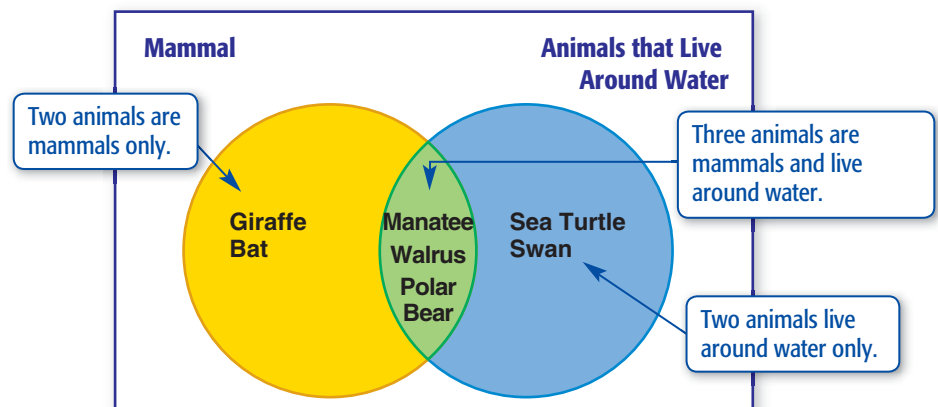 Mammal
Animals that Live
Around Water
Two animals are
mammals only.
Three animals are
mammals and live
around water.
Giraffe
Bat
Manatee
Walrus
Polar
Bear
Sea Turtle
Swan
Two animals live
around water only.